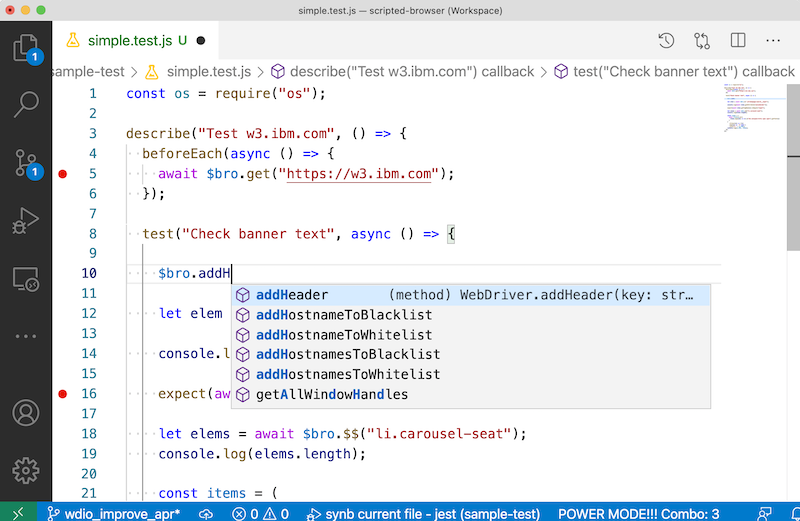 simple.test.js — scripted-browser (Workspace)
simple.test.js U
sample-test > simple.test.js > describe("Test w3.ibm.com") callback > test("Check banner text") callback
1
1
1 const os = require("os");
2
3 describe("Test w3.ibm.com", () => {
4 beforeEach(async () => {
5 await $bro.get("https://w3.ibm.com");
6 });
7
8 test("Check banner text", async () => {
9
10 $bro.addH
addHeader (method) WebDriver.addHeader(key: str…
addHostnameToBlacklist
addHostnameToWhitelist
addHostnamesToBlacklist
addHostnamesToWhitelist
getAllWindowHandles
11
12 let elem
13
14 console.l
15
16 expect(aw
17
18 let elems = await $bro.$$("li.carousel-seat");
19 console.log(elems.length);
20
21 const items = (
wdio_improve_apr* 0 0 synb current file - jest (sample-test) POWER MODE!!! Combo: 3